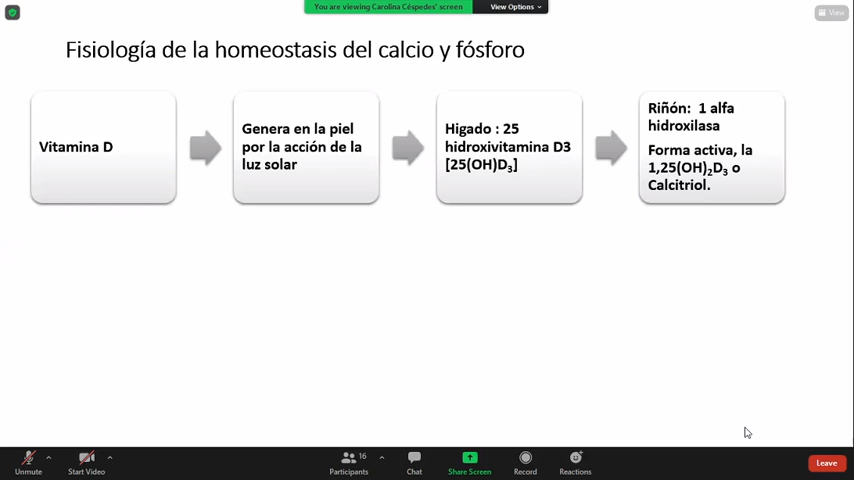 You are viewing Carolina Céspedes' screen
View Options
View
Fisiología de la homeostasis del calcio y fósforo
Vitamina D
Genera en la piel
por la acción de la
luz solar
Higado : 25
hidroxivitamina D3
[25(OH)D₃]
Riñón: 1 alfa
hidroxilasa
Forma activa, la
1,25(OH)₂D₃ o
Calcitriol.
Unmute
Start Video
16
Participants
Chat
Share Screen
Record
Reactions
Leave